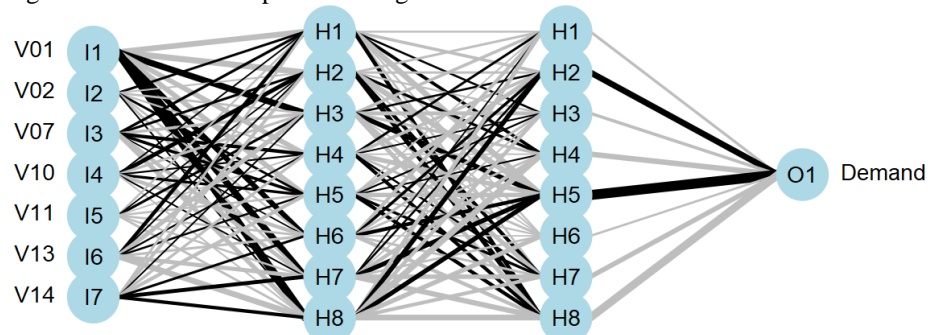 V01 I1 H1 H1
V02 I2 H2 H2
V07 I3 H3 H3
V10 I4 H4 H4
O1 Demand
V11 I5 H5 H5
V13 I6 H6 H6
V14 I7 H7 H7
H8 H8